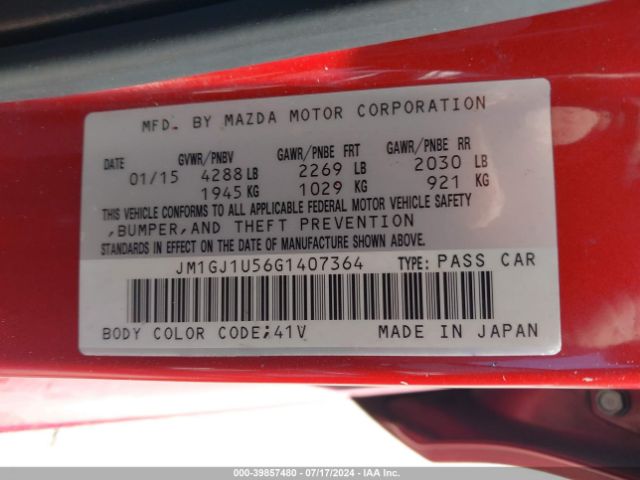 MFD. BY MAZDA MOTOR CORPORATION
DATE GVWR/PNBV GAWR/PNBE FRT GAWR/PNBE RR
01/15 4288 LB 2269 LB 2030 LB
1945 KG 1029 KG 921 KG
THIS VEHICLE CONFORMS TO ALL APPLICABLE FEDERAL MOTOR VEHICLE SAFETY
,BUMPER,AND THEFT PREVENTION
STANDARDS IN EFFECT ON THE DATE OF MANUFACTURE SHOWN ABOVE.
JM1GJ1U56G1407364 TYPE: PASS CAR
BODY COLOR CODE:41V MADE IN JAPAN
000-39857480 - 07/17/2024 - IAA Inc.